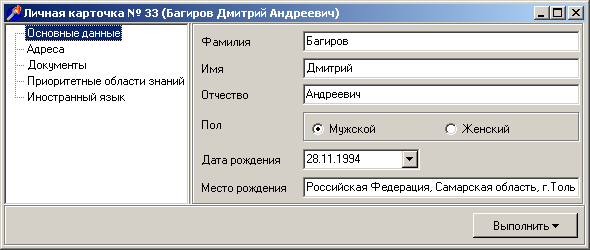 Личная карточка № 33 (Багиров Дмитрий Андреевич)
Основные данные
Адреса
Документы
Приоритетные области знаний
Иностранный язык
Фамилия Багиров
Имя Дмитрий
Отчество Андреевич
Пол Мужской Женский
Дата рождения 28.11.1994
Место рождения Российская Федерация, Самарская область, г.Толь
Выполнить